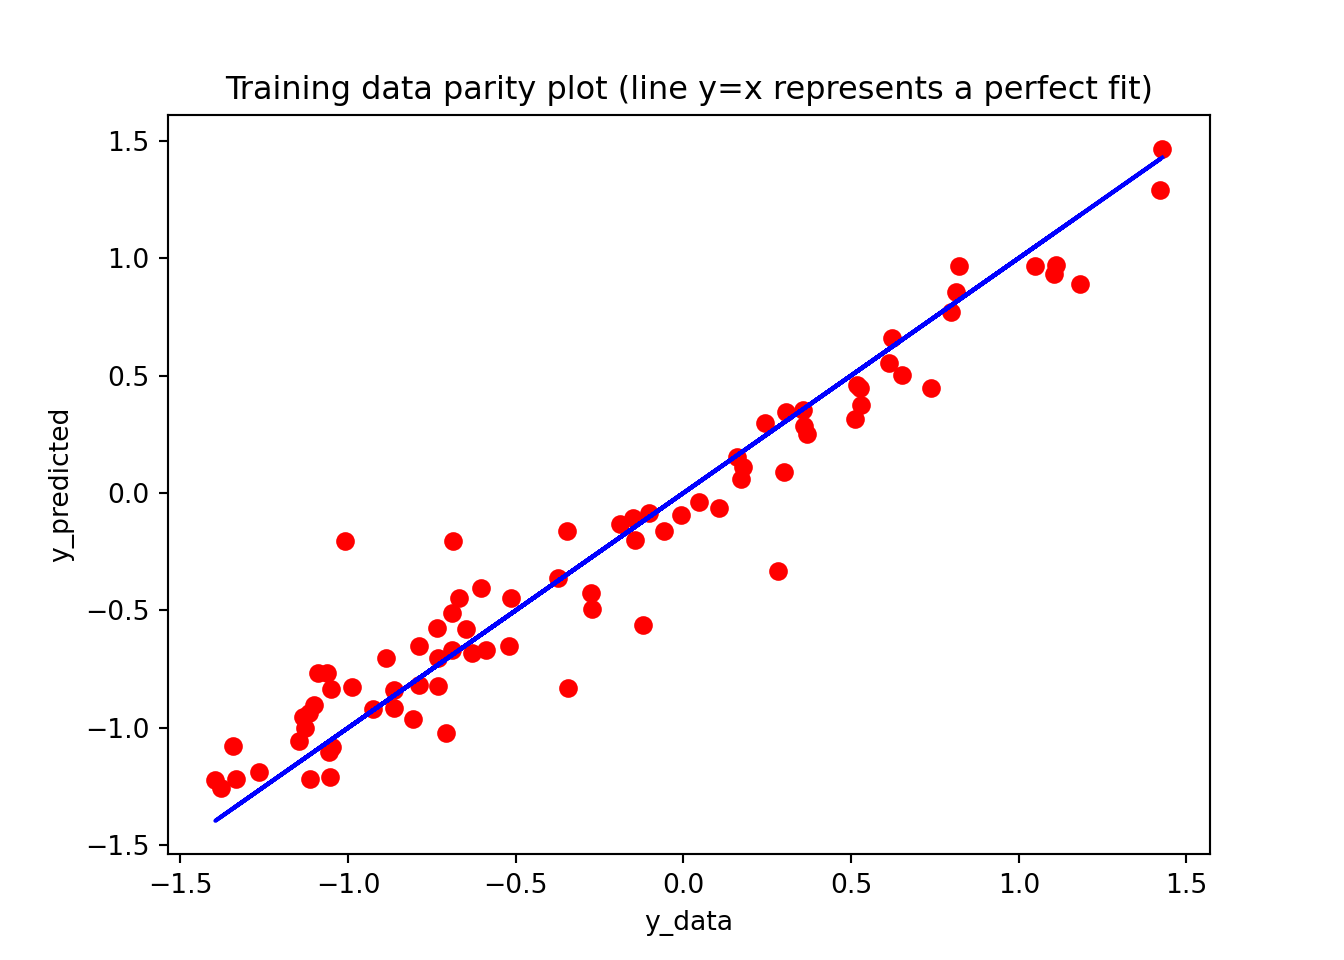 Training data parity plot (line y=x represents a perfect fit)
1.5
1.0
0.5
0.0
−0.5
−1.0
−1.5
y_predicted
−1.5 −1.0 −0.5 0.0 0.5 1.0 1.5
y_data